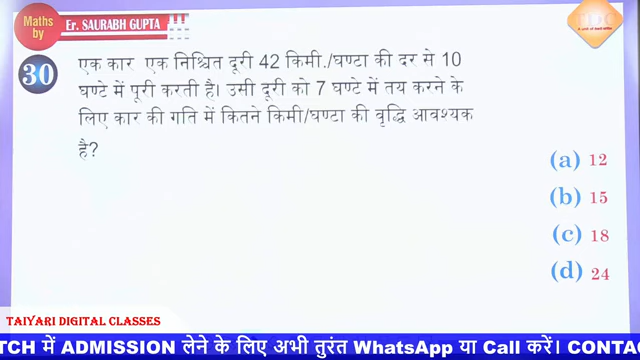 Maths
by
Er. SAURABH GUPTA
TDC
30
एक कार एक निश्चित दूरी 42 किमी./घण्टा की दर से 10
घण्टे में पूरी करती है। उसी दूरी को 7 घण्टे में तय करने के
लिए कार की गति में कितने किमी/घण्टा की वृद्धि आवश्यक
है?
(a) 12
(b) 15
(c) 18
(d) 24
TAIYARI DIGITAL CLASSES
TCH में ADMISSION लेने के लिए अभी तुरंत WhatsApp या Call करें। CONTAC